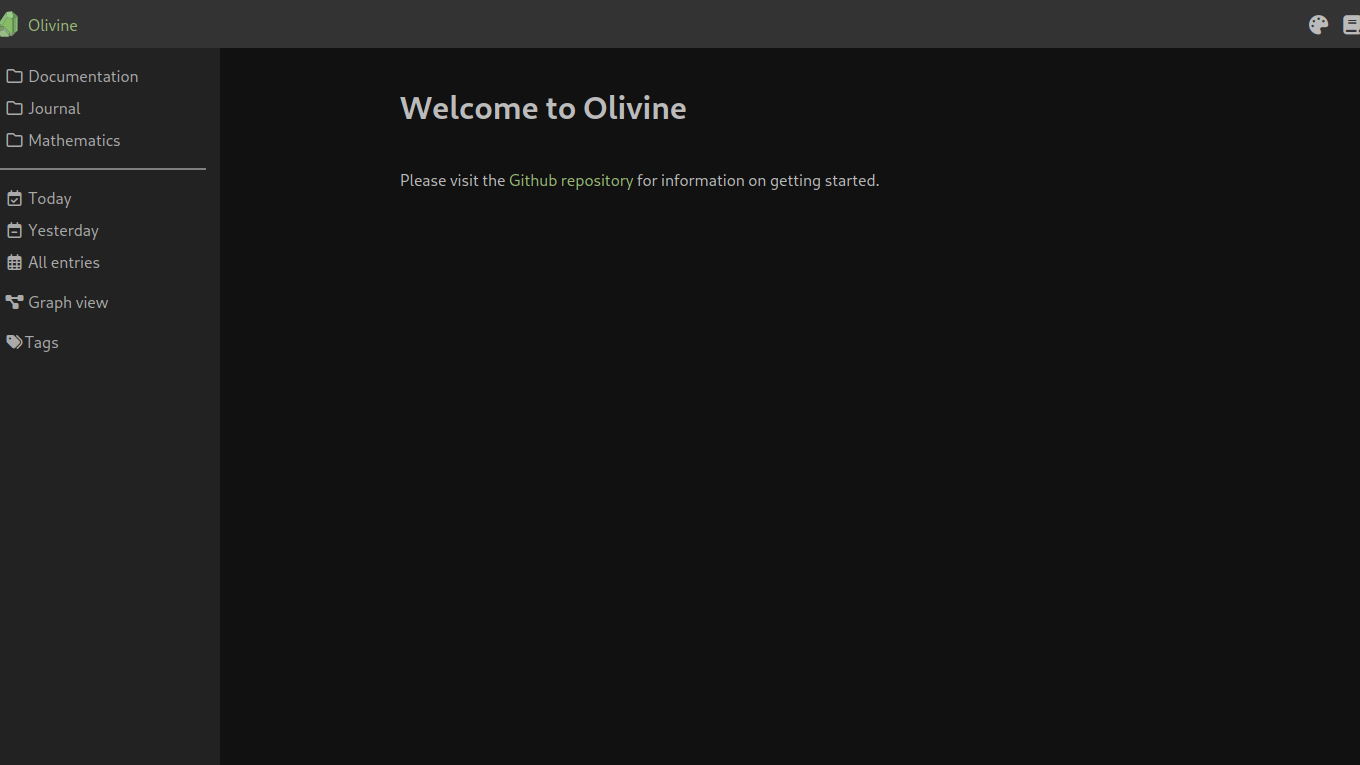 Olivine
Documentation
Journal
Mathematics
Today
Yesterday
All entries
Graph view
Tags
Welcome to Olivine
Please visit the Github repository for information on getting started.